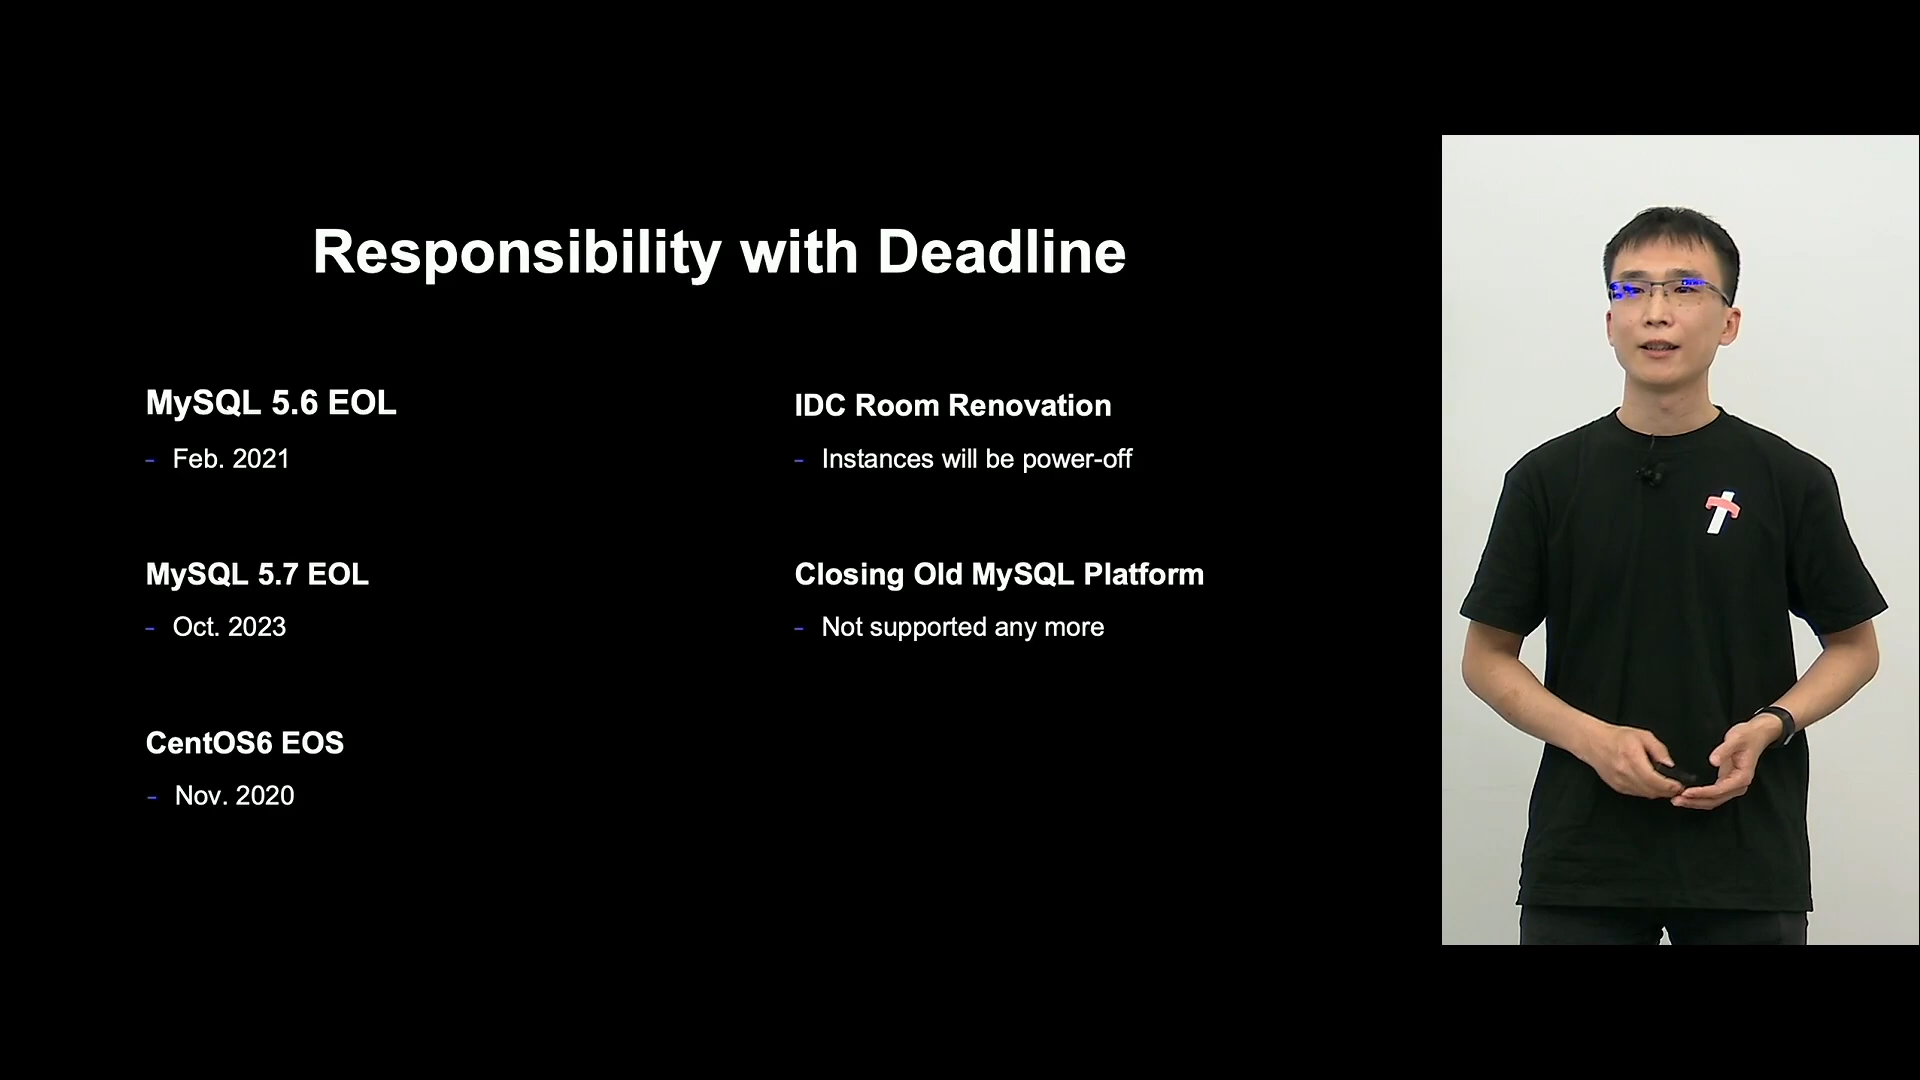 Responsibility with Deadline
MySQL 5.6 EOL
- Feb. 2021
MySQL 5.7 EOL
- Oct. 2023
CentOS6 EOS
- Nov. 2020
IDC Room Renovation
- Instances will be power-off
Closing Old MySQL Platform
- Not supported any more